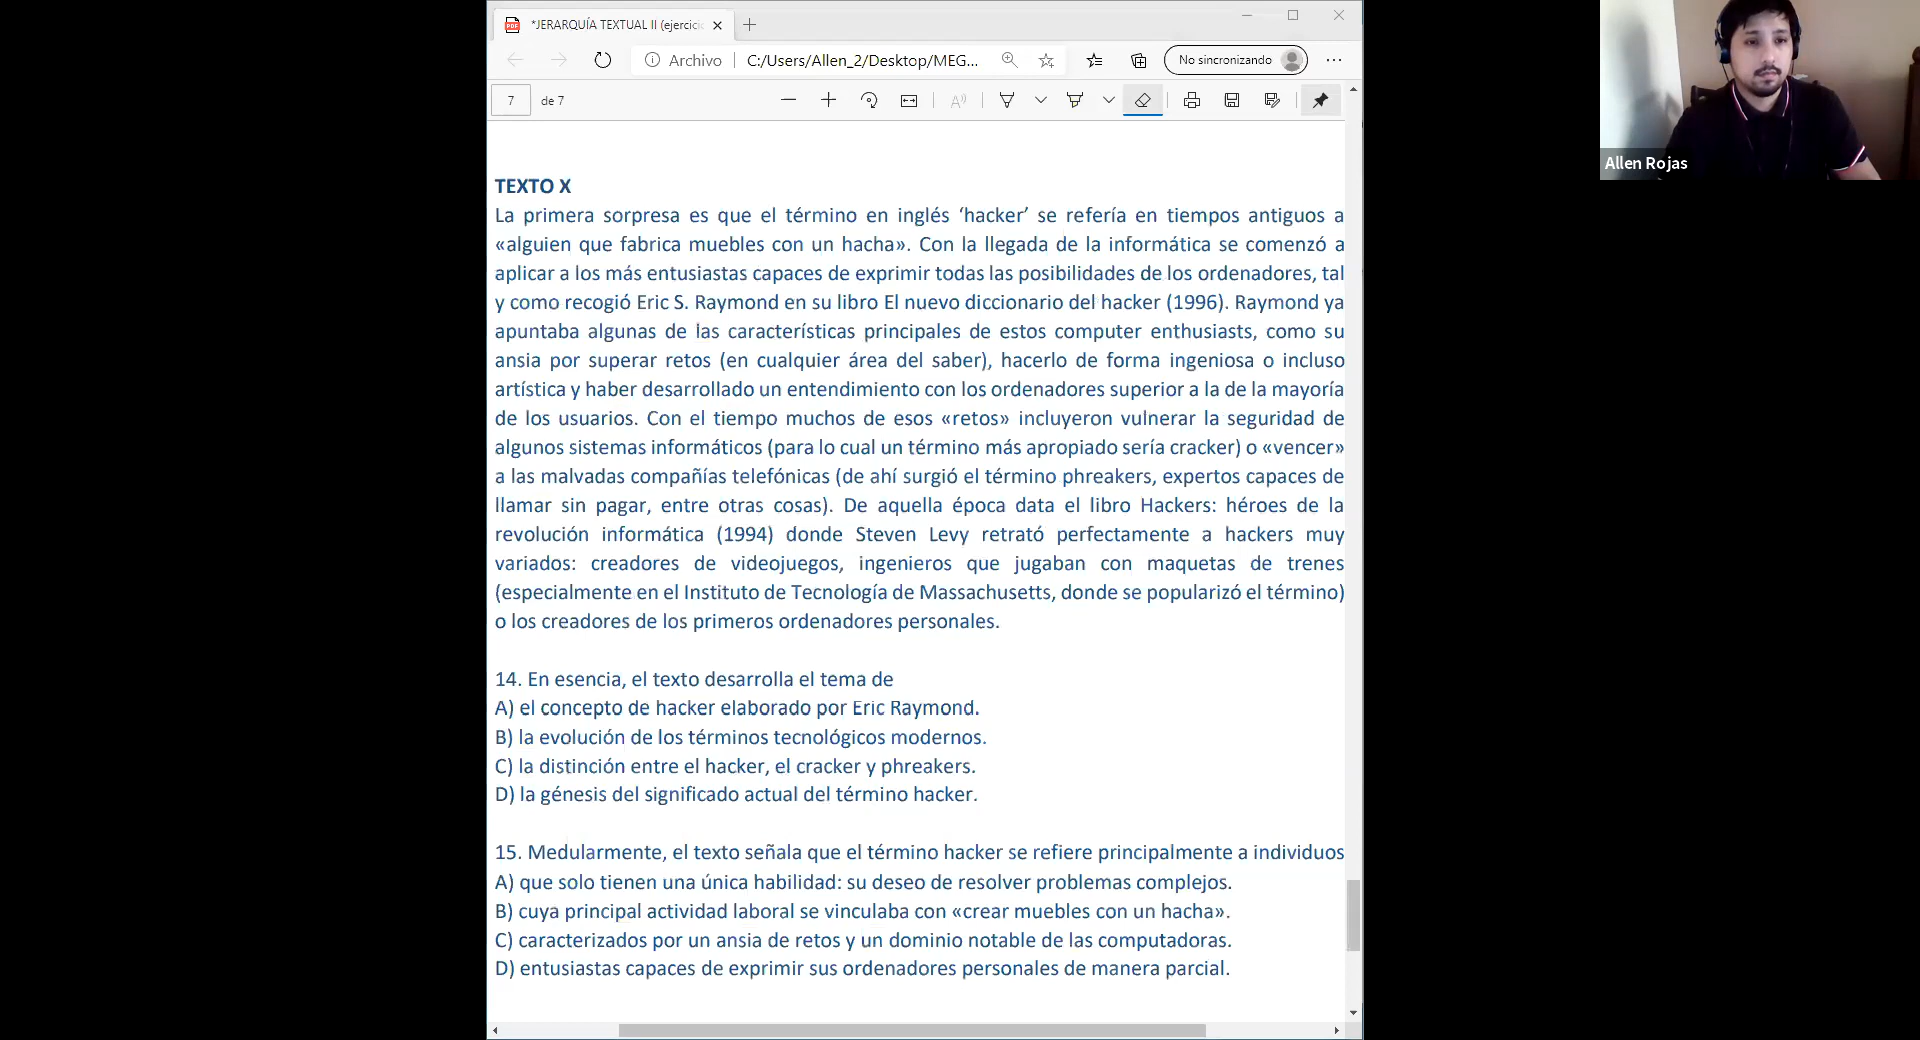 *JERARQUÍA TEXTUAL II (ejercici
Archivo
C:/Users/Allen_2/Desktop/MEG...
No sincronizando
7
de 7
TEXTO X
La primera sorpresa es que el término en inglés ‘hacker’ se refería en tiempos antiguos a
«alguien que fabrica muebles con un hacha». Con la llegada de la informática se comenzó a
aplicar a los más entusiastas capaces de exprimir todas las posibilidades de los ordenadores, tal
y como recogió Eric S. Raymond en su libro El nuevo diccionario del hacker (1996). Raymond ya
apuntaba algunas de las características principales de estos computer enthusiasts, como su
ansia por superar retos (en cualquier área del saber), hacerlo de forma ingeniosa o incluso
artística y haber desarrollado un entendimiento con los ordenadores superior a la de la mayoría
de los usuarios. Con el tiempo muchos de esos «retos» incluyeron vulnerar la seguridad de
algunos sistemas informáticos (para lo cual un término más apropiado sería cracker) o «vencer»
a las malvadas compañías telefónicas (de ahí surgió el término phreakers, expertos capaces de
llamar sin pagar, entre otras cosas). De aquella época data el libro Hackers: héroes de la
revolución informática (1994) donde Steven Levy retrató perfectamente a hackers muy
variados: creadores de videojuegos, ingenieros que jugaban con maquetas de trenes
(especialmente en el Instituto de Tecnología de Massachusetts, donde se popularizó el término)
o los creadores de los primeros ordenadores personales.
14. En esencia, el texto desarrolla el tema de
A) el concepto de hacker elaborado por Eric Raymond.
B) la evolución de los términos tecnológicos modernos.
C) la distinción entre el hacker, el cracker y phreakers.
D) la génesis del significado actual del término hacker.
15. Medularmente, el texto señala que el término hacker se refiere principalmente a individuos
A) que solo tienen una única habilidad: su deseo de resolver problemas complejos.
B) cuya principal actividad laboral se vinculaba con «crear muebles con un hacha».
C) caracterizados por un ansia de retos y un dominio notable de las computadoras.
D) entusiastas capaces de exprimir sus ordenadores personales de manera parcial.
Allen Rojas